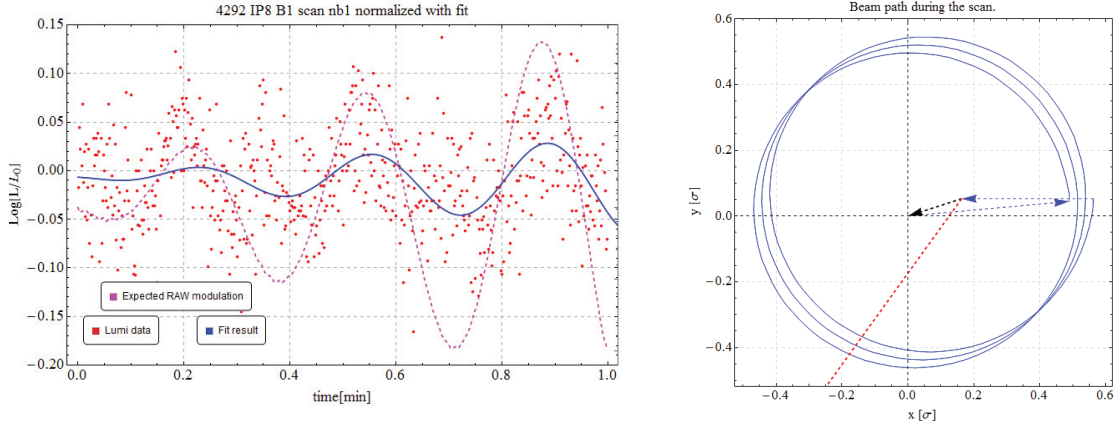 4292 IP8 B1 scan nb1 normalized with fit
Log[L/L0]
0.15
0.10
0.05
0.00
−0.05
−0.10
−0.15
−0.20
Expected RAW modulation
Lumi data
Fit result
0.0 0.2 0.4 0.6 0.8 1.0
time[min]
Beam path during the scan.
y [σ]
0.6
0.4
0.2
0.0
−0.2
−0.4
−0.4 −0.2 0.0 0.2 0.4 0.6
x [σ]